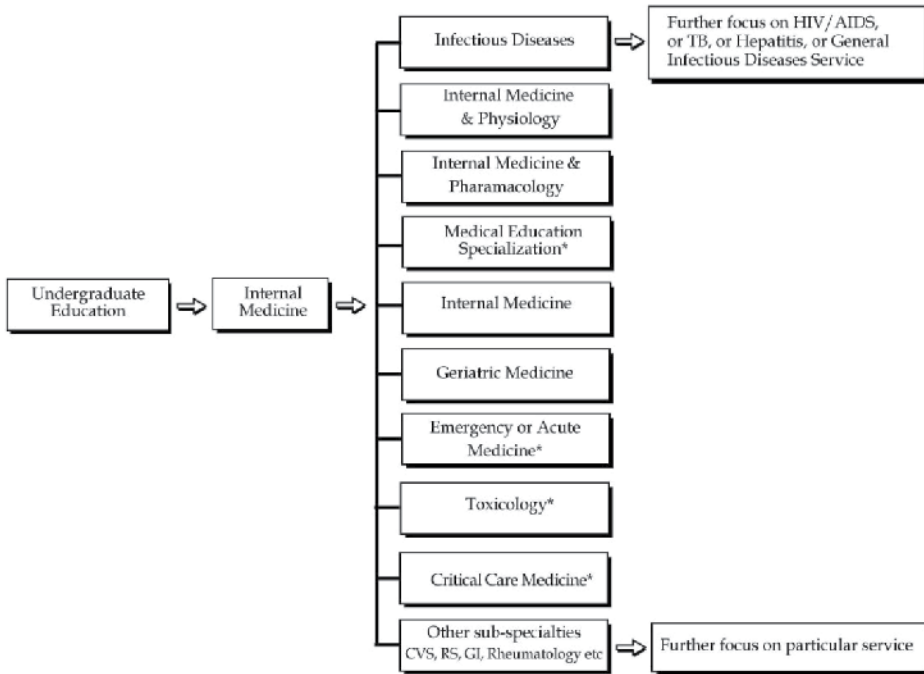 Undergraduate
Education
Internal
Medicine
Infectious Diseases
Further focus on HIV/AIDS,
or TB, or Hepatitis, or General
Infectious Diseases Service
Internal Medicine
& Physiology
Internal Medicine &
Pharamacology
Medical Education
Specialization*
Internal Medicine
Geriatric Medicine
Emergency or Acute
Medicine*
Toxicology*
Critical Care Medicine*
Other sub-specialties
CVS, RS, GI, Rheumatology etc
Further focus on particular service